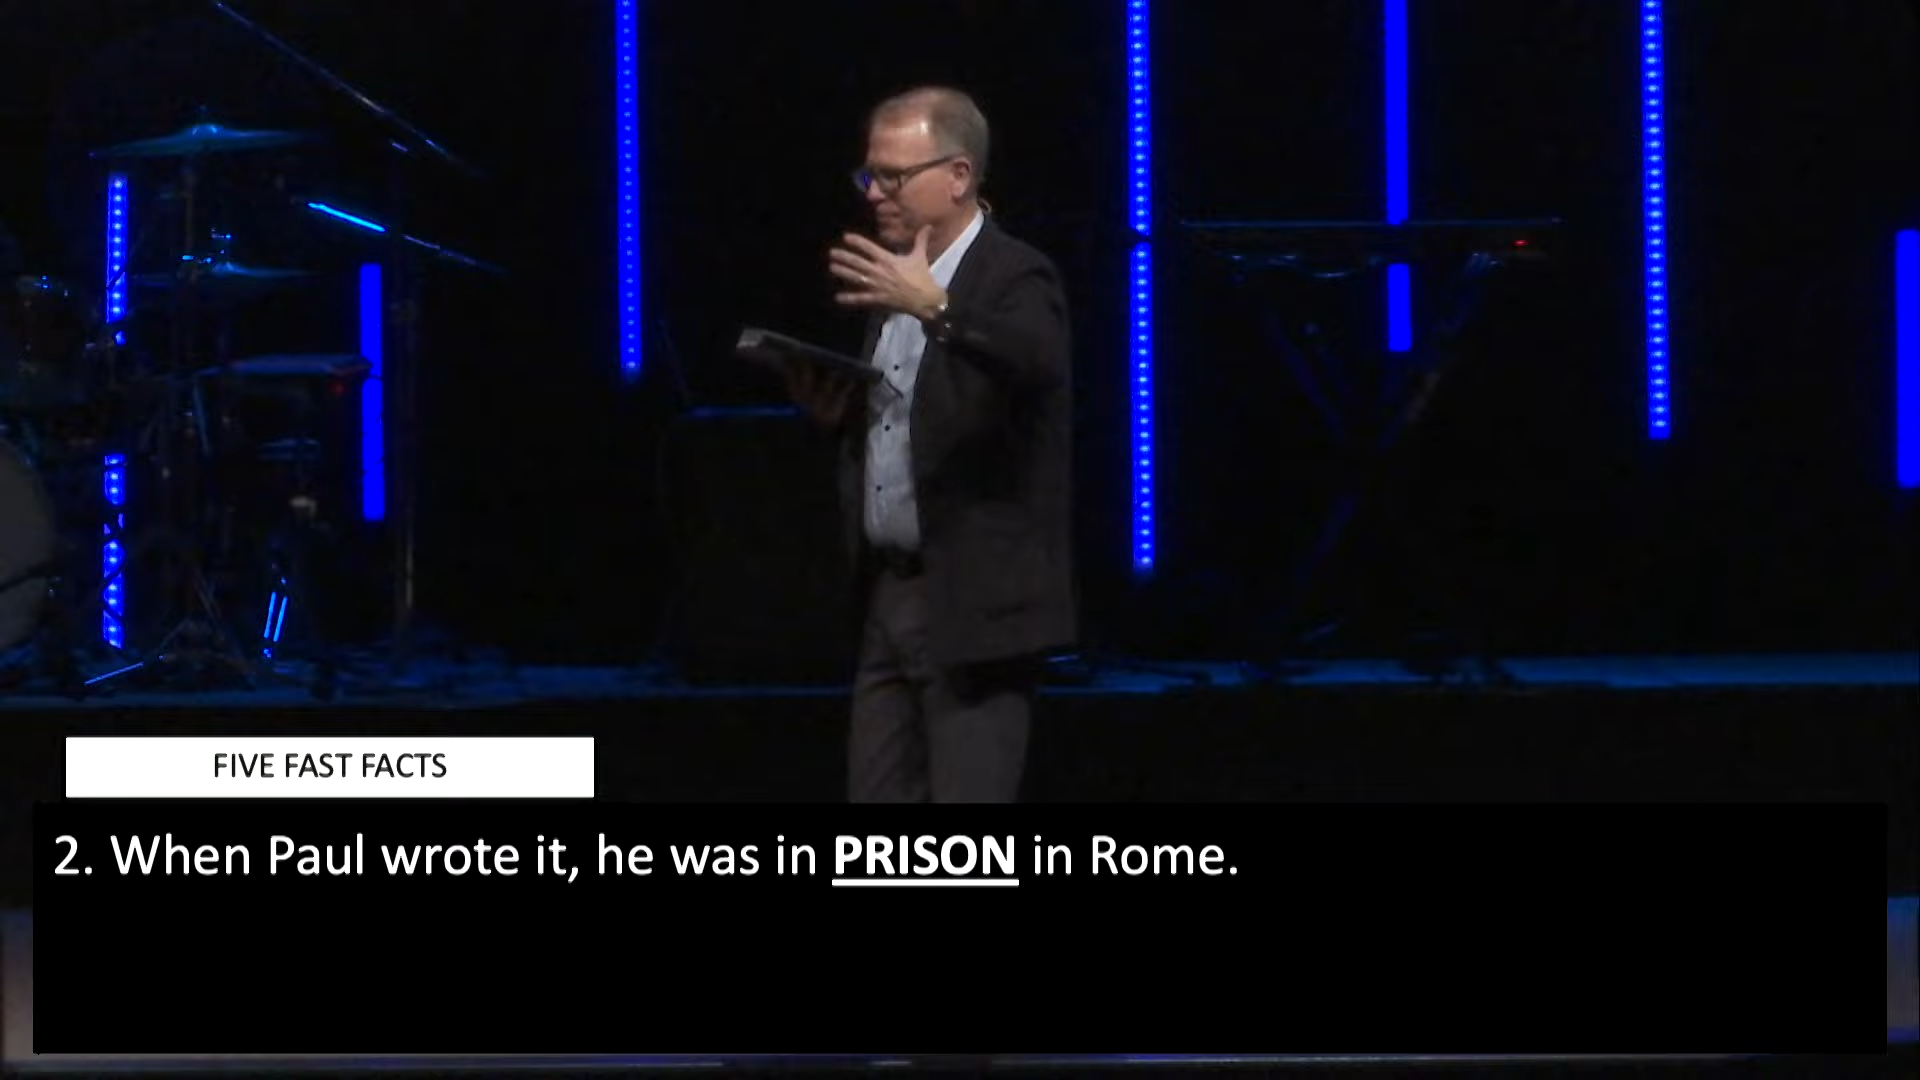 FIVE FAST FACTS
2. When Paul wrote it, he was in PRISON in Rome.